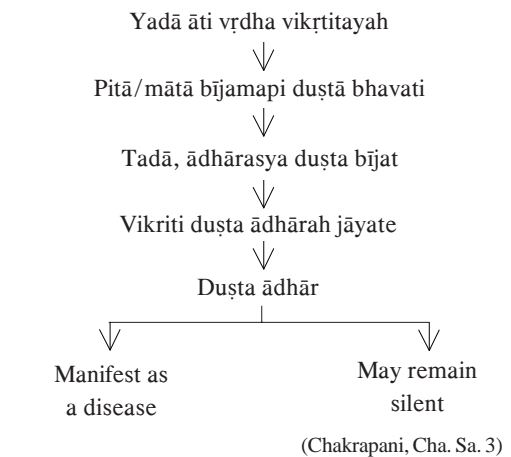 Yadā āti vṛdha vikṛtitayah
Pitā/mātā bījamapi duṣtā bhavati
Tadā, ādhārasya duṣta bījat
Vikriti duṣta ādhārah jāyate
Duṣta ādhār
Manifest as
a disease
May remain
silent
(Chakrapani, Cha. Sa. 3)